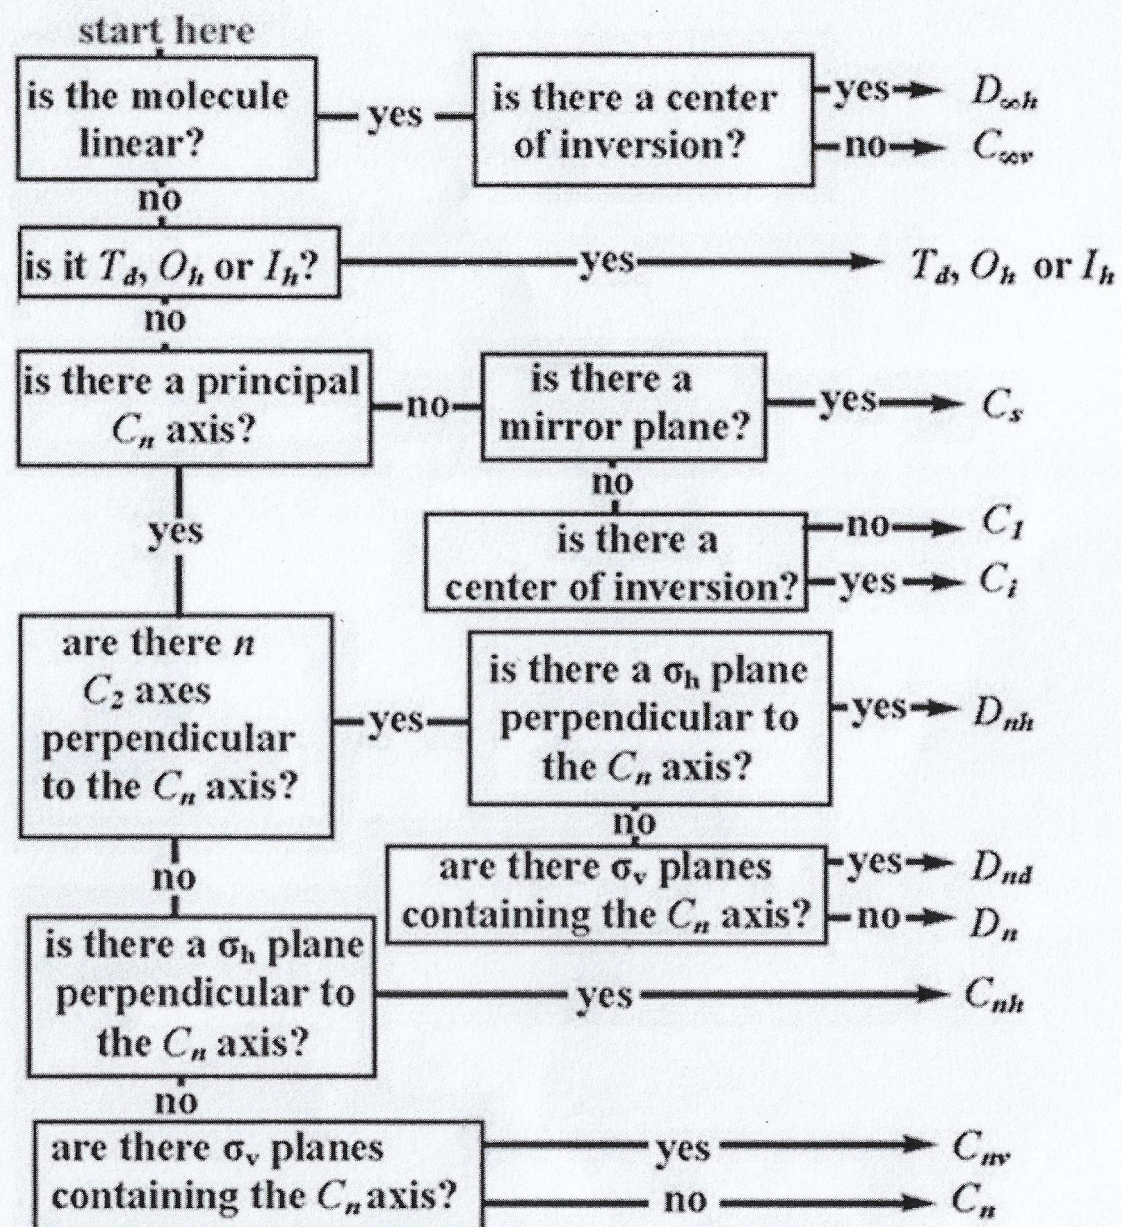 start here
is the molecule
linear?
yes
is there a center
of inversion?
yes
D∞h
no
C∞v
no
is it Td, Oh or Ih?
yes
Td, Oh or Ih
no
is there a principal
Cn axis?
no
is there a
mirror plane?
yes
Cs
no
is there a
center of inversion?
no
C1
yes
Ci
yes
are there n
C2 axes
perpendicular
to the Cn axis?
yes
is there a σh plane
perpendicular to
the Cn axis?
yes
Dnh
no
are there σv planes
containing the Cn axis?
yes
Dnd
no
Dn
no
is there a σh plane
perpendicular to
the Cn axis?
yes
Cnh
no
are there σv planes
containing the Cn axis?
yes
Cnv
no
Cn